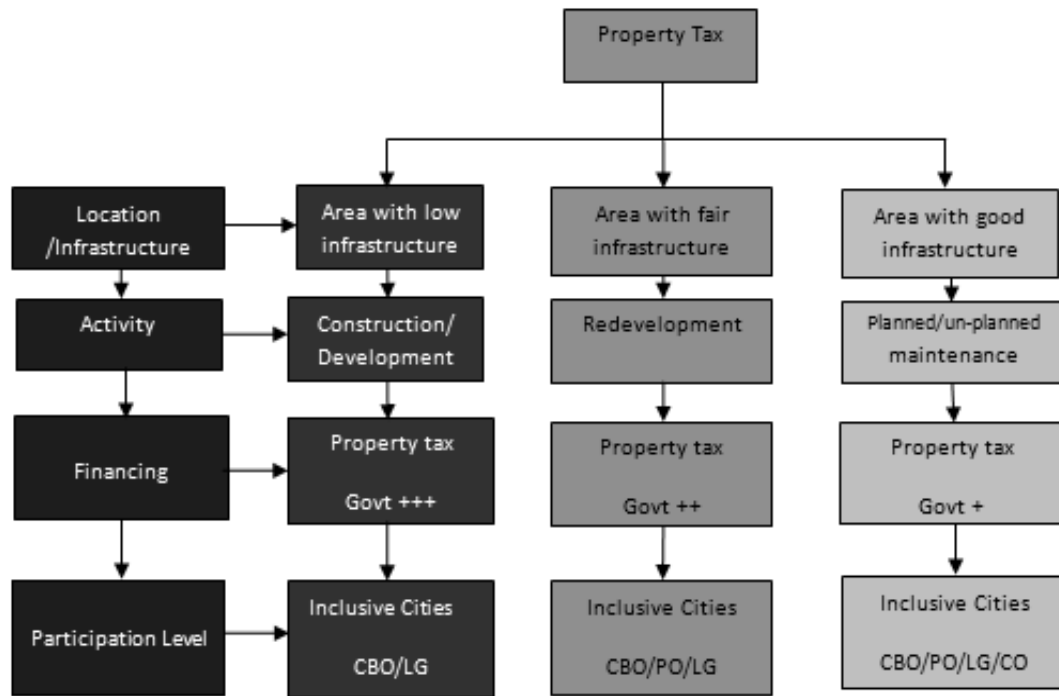 Property Tax
Location
/Infrastructure
Area with low
infrastructure
Area with fair
infrastructure
Area with good
infrastructure
Activity
Construction/
Development
Redevelopment
Planned/un-planned
maintenance
Financing
Property tax
Govt +++
Property tax
Govt ++
Property tax
Govt +
Participation Level
Inclusive Cities
CBO/LG
Inclusive Cities
CBO/PO/LG
Inclusive Cities
CBO/PO/LG/CO